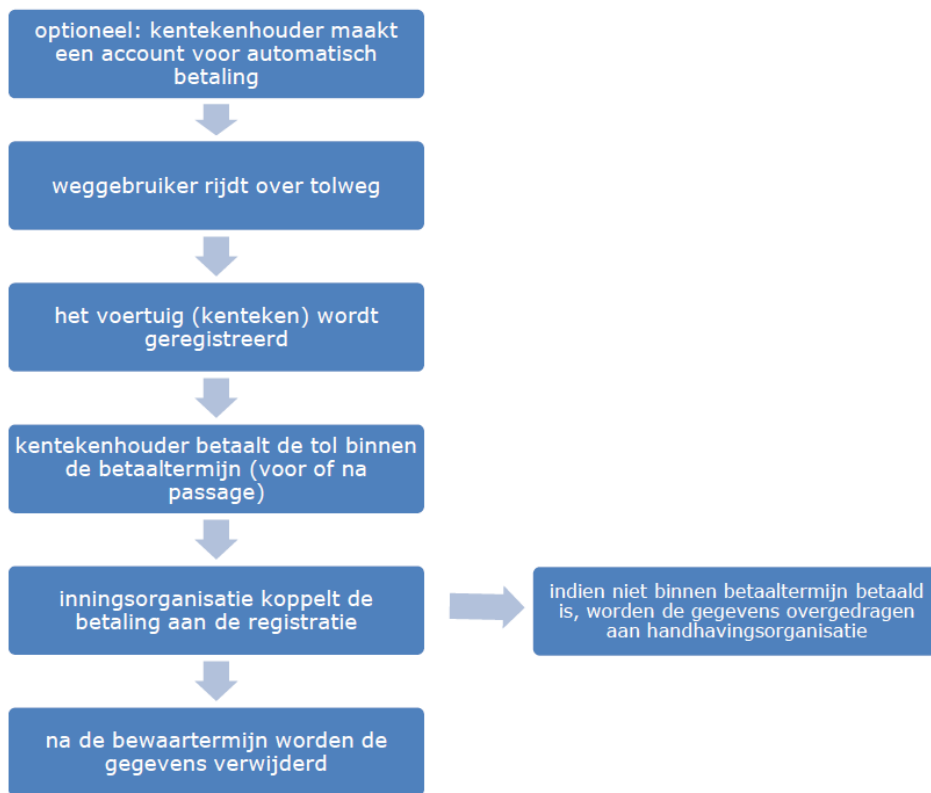 optioneel: kentekenhouder maakt
een account voor automatisch
betaling
weggebruiker rijdt over tolweg
het voertuig (kenteken) wordt
geregistreerd
kentekenhouder betaalt de tol binnen
de betaaltermijn (voor of na
passage)
inningsorganisatie koppelt de
betaling aan de registratie
indien niet binnen betaaltermijn betaald
is, worden de gegevens overgedragen
aan handhavingsorganisatie
na de bewaartermijn worden de
gegevens verwijderd